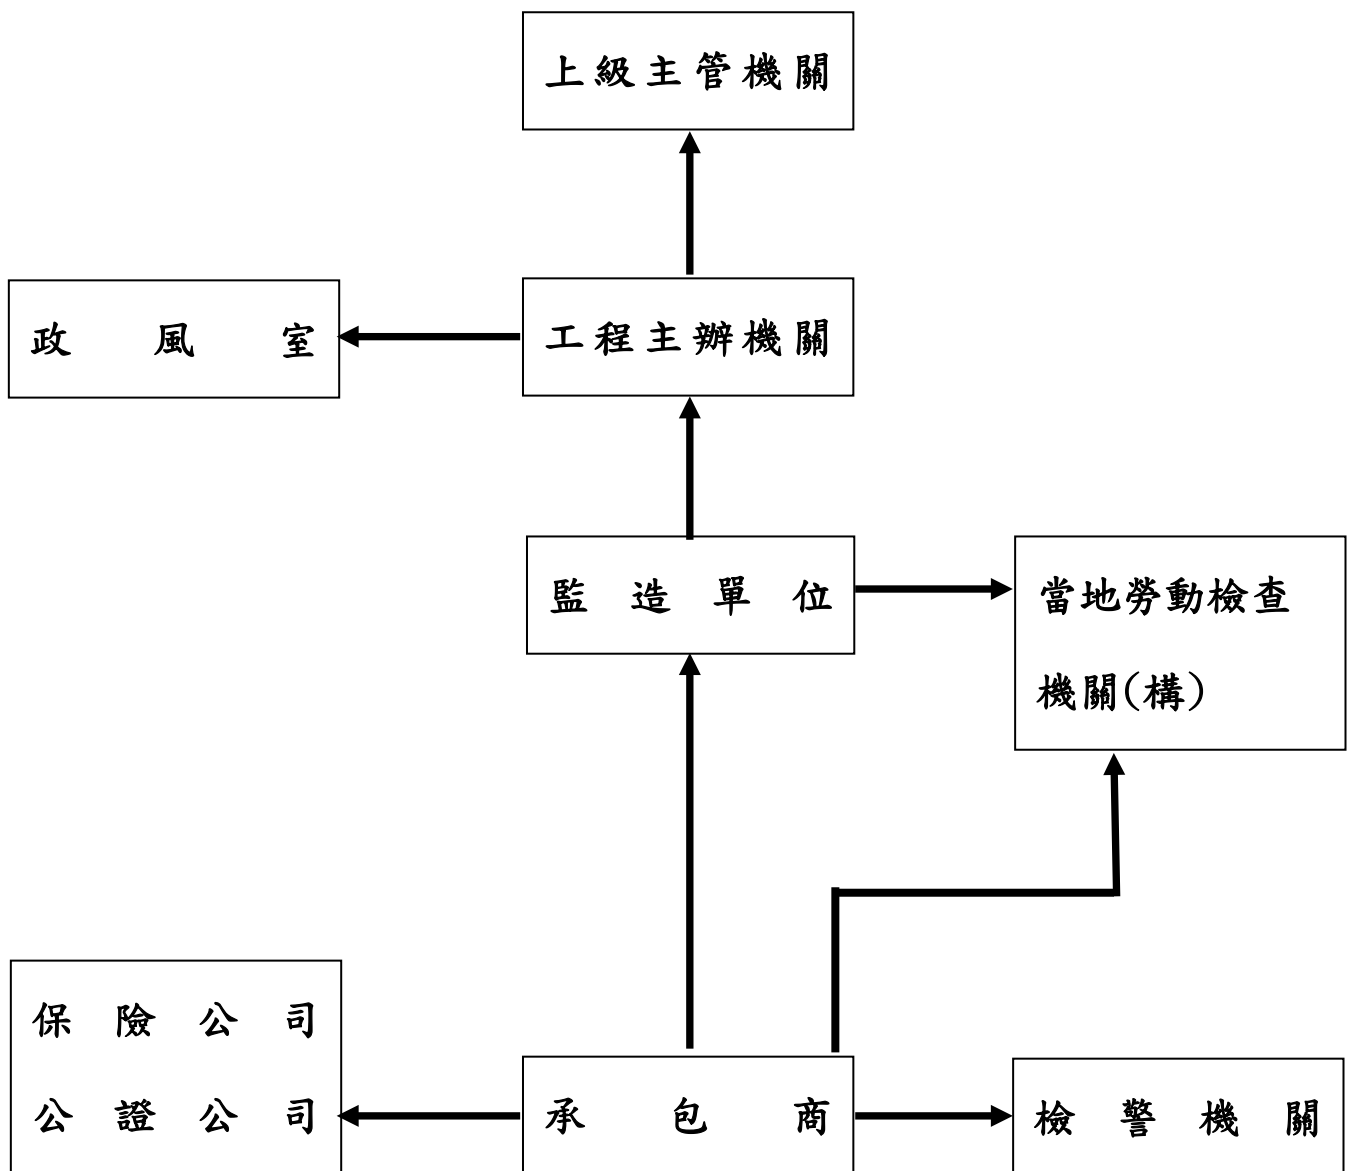 上級主管機關
政風室
工程主辦機關
監造單位
當地勞動檢查
機關(構)
保險公司
公證公司
承包商
檢警機關